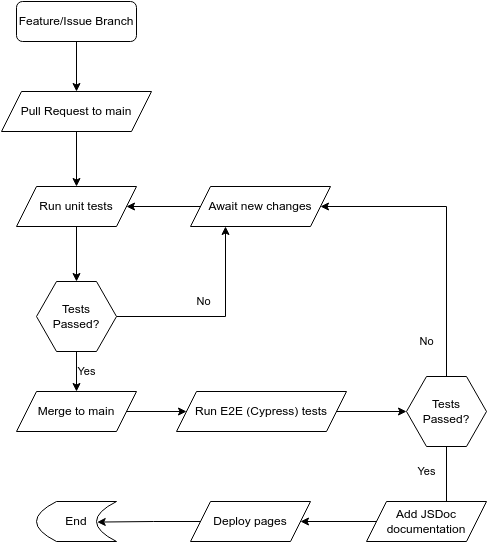 Feature/Issue Branch
Pull Request to main
Run unit tests
Await new changes
Tests
Passed?
No
Yes
Merge to main
Run E2E (Cypress) tests
Tests
Passed?
No
Yes
Add JSDoc
documentation
Deploy pages
End